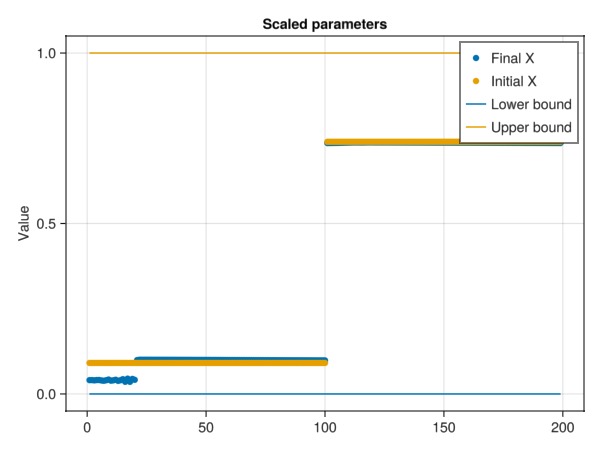 Scaled parameters
Final X
Initial X
Lower bound
Upper bound
Value
1.0
0.5
0.0
0
50
100
150
200